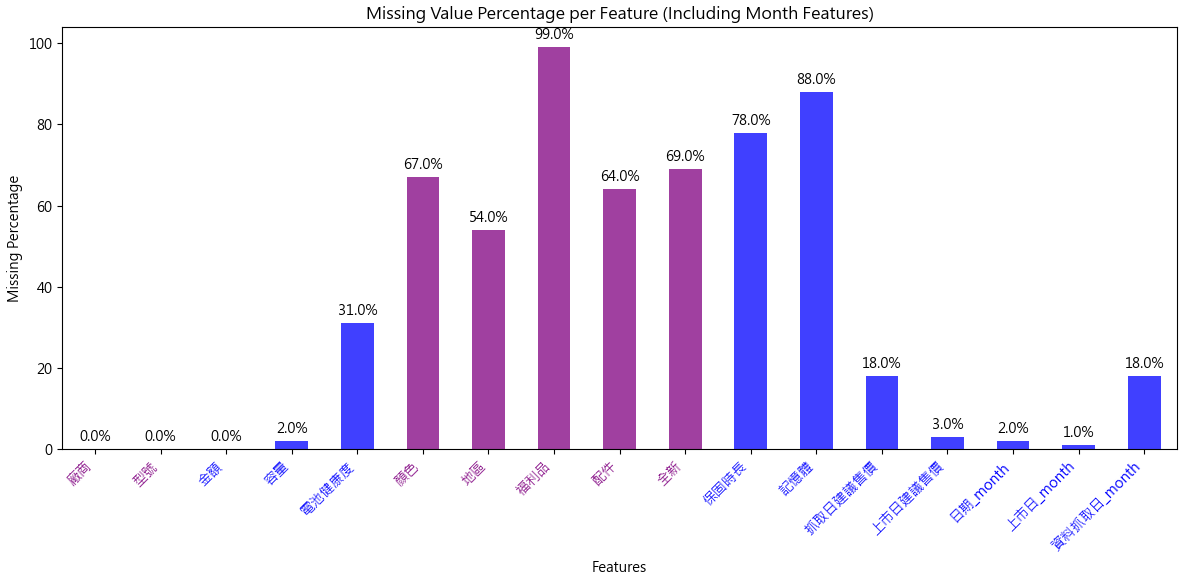 Missing Value Percentage per Feature (Including Month Features)
Missing Percentage
100
80
60
40
20
0
0.0%
0.0%
0.0%
2.0%
31.0%
67.0%
54.0%
99.0%
64.0%
69.0%
78.0%
88.0%
18.0%
3.0%
2.0%
1.0%
18.0%
廠商
型號
金額
容量
電池健康度
顏色
地區
福利品
配件
全新
保固時長
記憶體
抓取日建議售價
上市日建議售價
日期_month
上市日_month
資料抓取日_month
Features